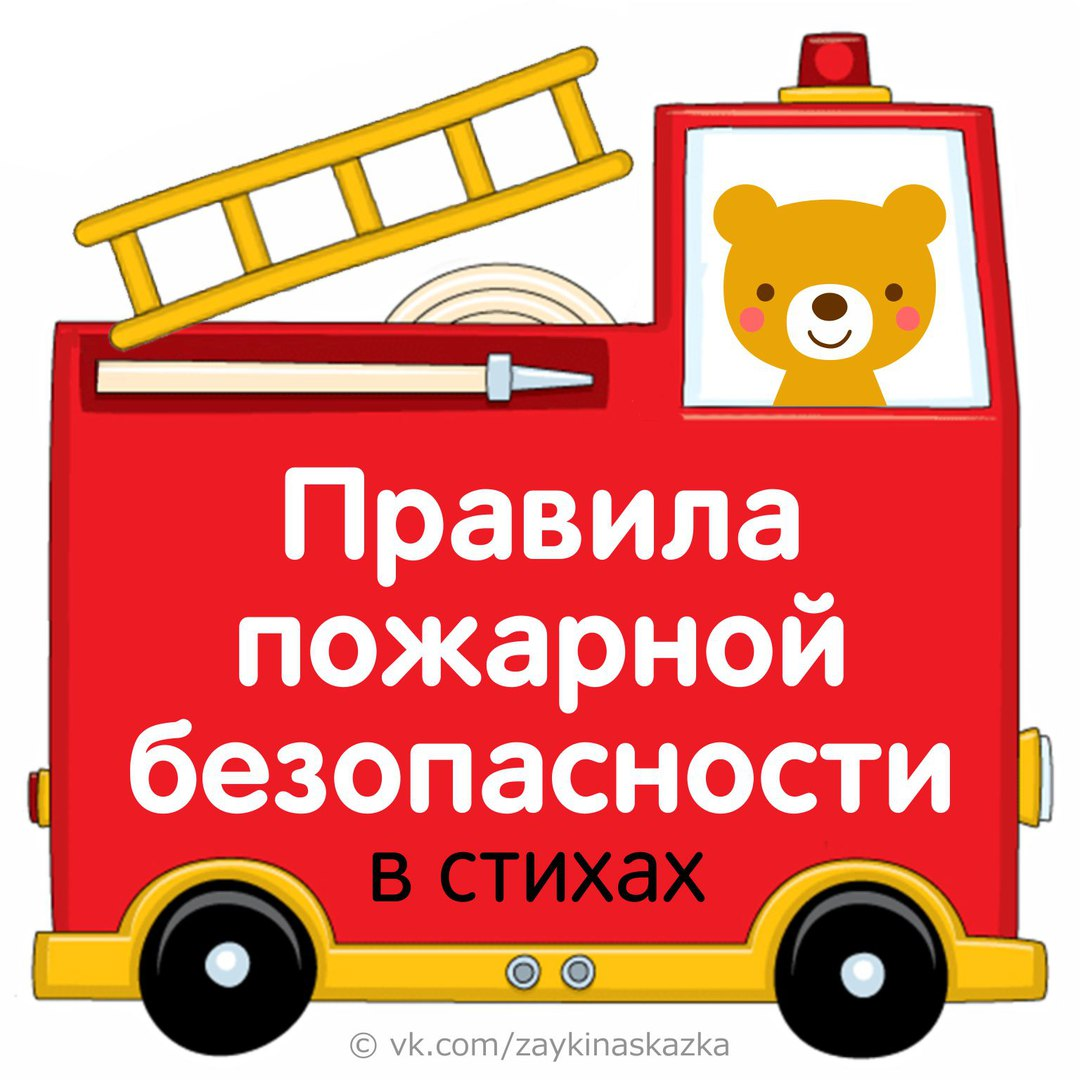 Правила
пожарной
безопасности
в стихах
© vk.com/zaykinaskazka